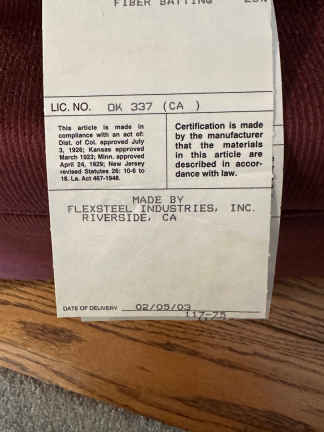 FIBER BATTING
LIC. NO. OK 337 (CA )
This article is made in
compliance with an act of:
Dist. of Col. approved July
3, 1926; Kansas approved
March 1923; Minn. approved
April 24, 1929; New Jersey
revised Statutes 26: 10-6 to
18. La. Act 467-1948.
Certification is made
by the manufacturer
that the materials
in this article are
described in accor-
dance with law.
MADE BY
FLEXSTEEL INDUSTRIES, INC.
RIVERSIDE, CA
DATE OF DELIVERY 02/05/03
117-75